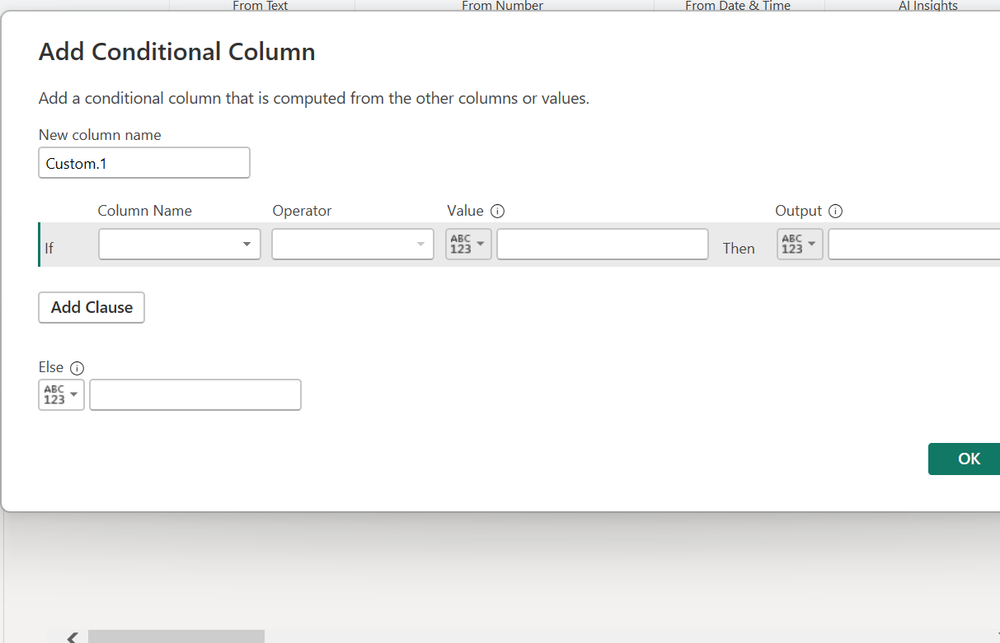 From Text From Number From Date & Time AI Insights
Add Conditional Column
Add a conditional column that is computed from the other columns or values.
New column name
Custom.1
Column Name Operator Value Output
If ABC 123 Then ABC 123
Add Clause
Else
ABC 123
OK